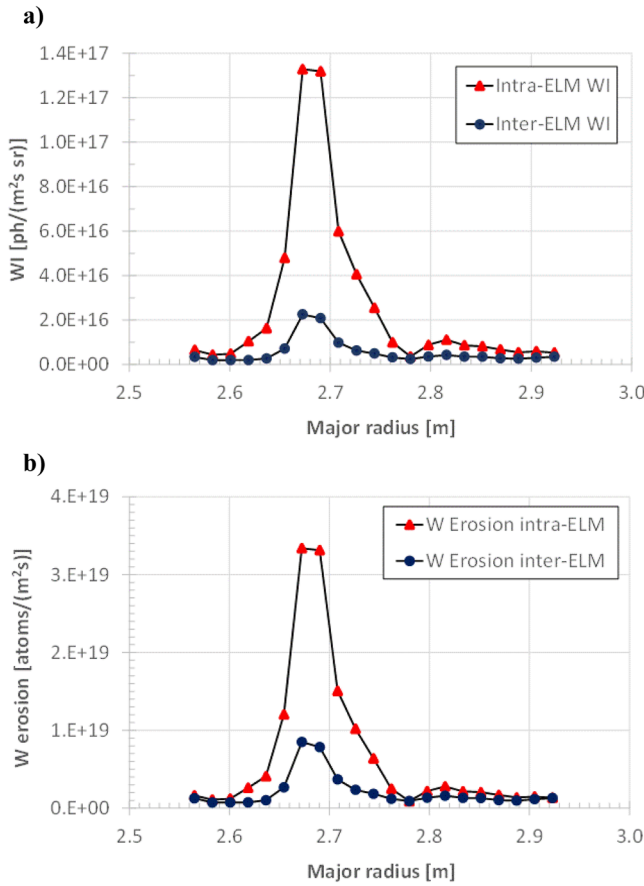 a)
1.4E+17
1.2E+17
1.0E+17
8.0E+16
6.0E+16
4.0E+16
2.0E+16
0.0E+00
WI [ph/(m²s sr)]
Intra-ELM WI
Inter-ELM WI
2.5 2.6 2.7 2.8 2.9 3.0
Major radius [m]
b)
4.E+19
3.E+19
2.E+19
1.E+19
0.E+00
W erosion [atoms/(m²s)]
W Erosion intra-ELM
W Erosion inter-ELM
2.5 2.6 2.7 2.8 2.9 3.0
Major radius [m]